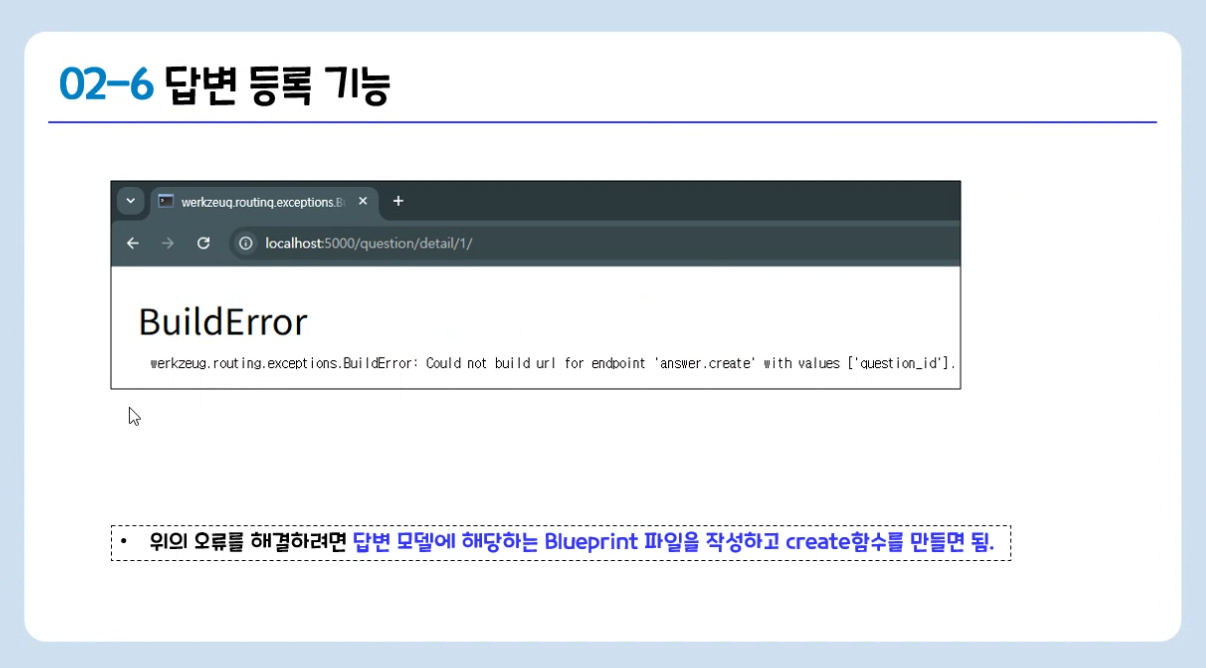 02-6 답변 등록 기능
werkzeug.routing.exceptions.B
localhost:5000/question/detail/1/
BuildError
werkzeug.routing.exceptions.BuildError: Could not build url for endpoint 'answer.create' with values ['question_id'].
• 위의 오류를 해결하려면 답변 모델에 해당하는 Blueprint 파일을 작성하고 create함수를 만들면 됨.